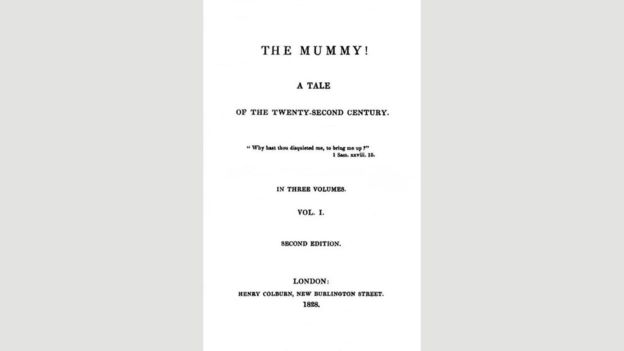 THE MUMMY!
A TALE
OF THE TWENTY-SECOND CENTURY.
“ Why hast thou disquieted me, to bring me up ?”
1 Sam. xxviii. 15.
IN THREE VOLUMES.
VOL. I.
SECOND EDITION.
LONDON:
HENRY COLBURN, NEW BURLINGTON STREET.
1828.